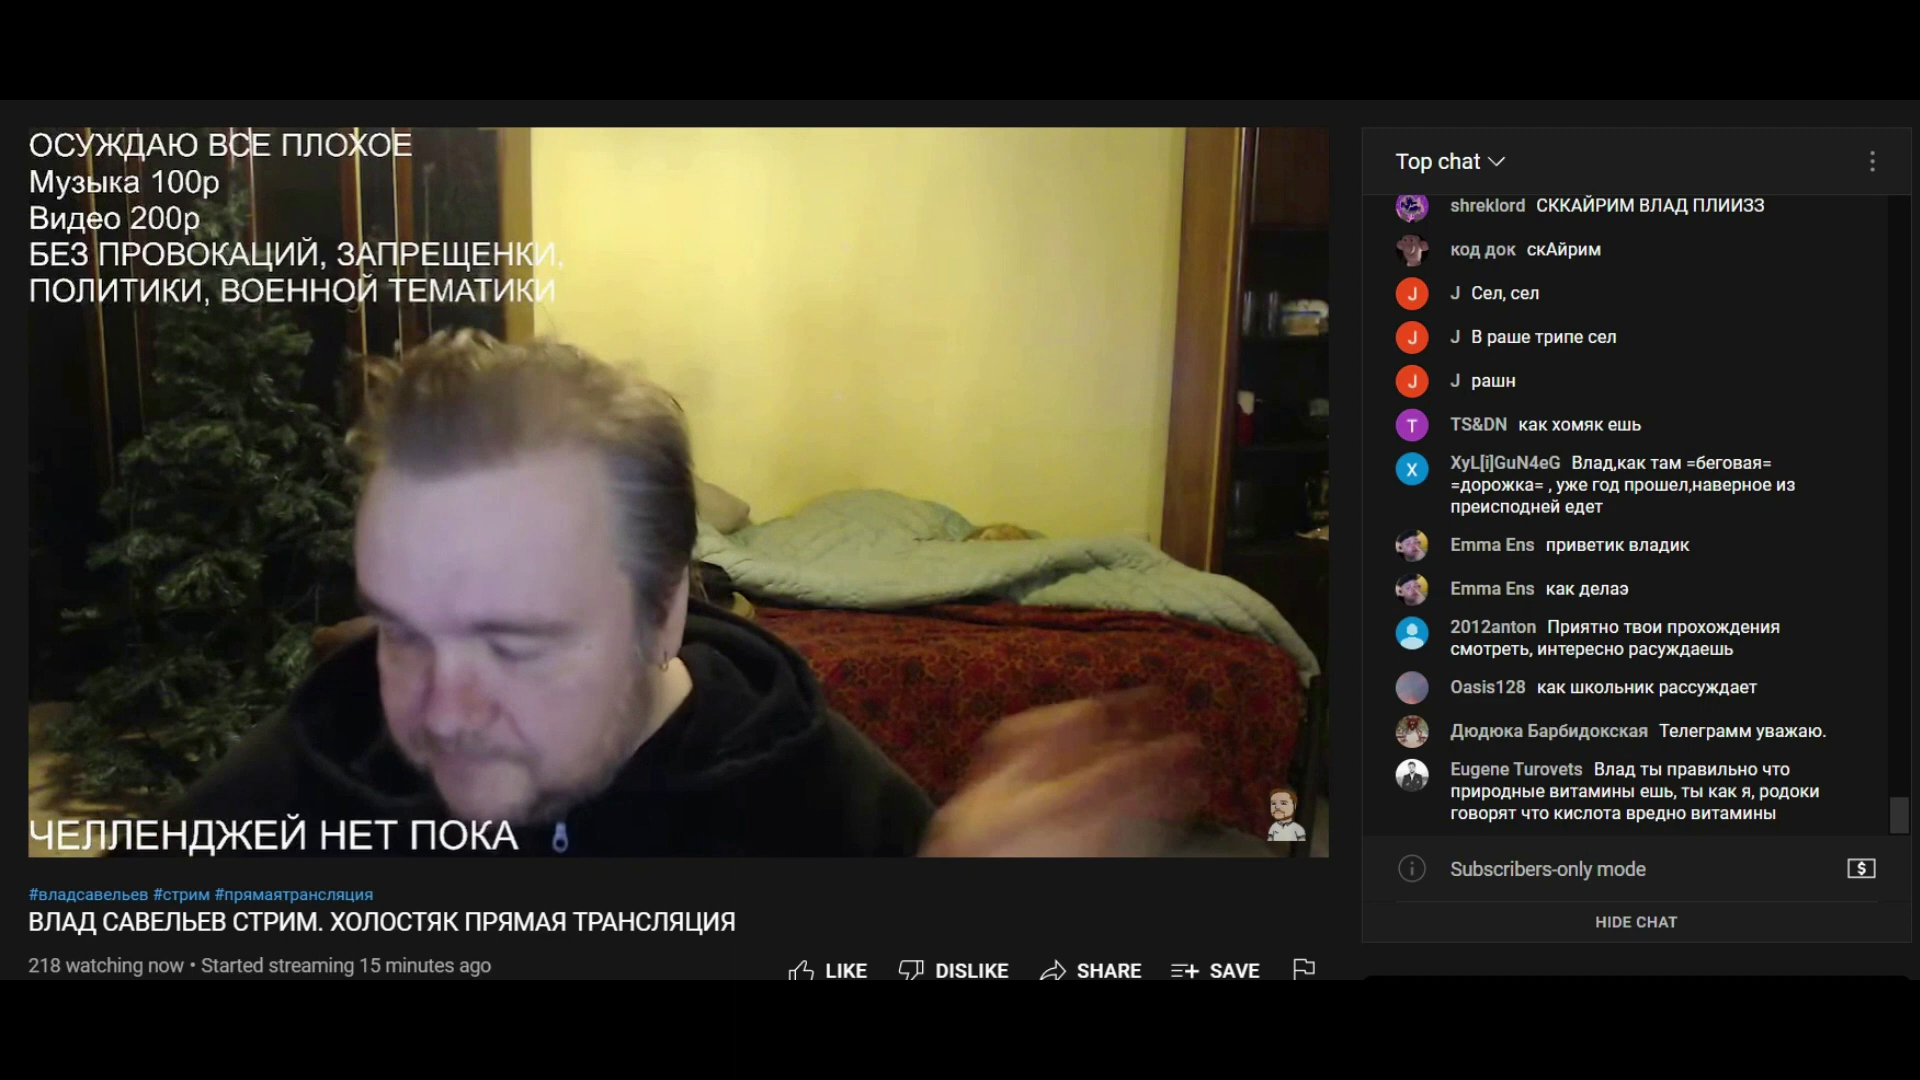 ОСУЖДАЮ ВСЕ ПЛОХОЕ
Музыка 100р
Видео 200р
БЕЗ ПРОВОКАЦИЙ, ЗАПРЕЩЕНКИ,
ПОЛИТИКИ, ВОЕННОЙ ТЕМАТИКИ
ЧЕЛЛЕНДЖЕЙ НЕТ ПОКА
#владсавельев #стрим #прямаятрансляция
ВЛАД САВЕЛЬЕВ СТРИМ. ХОЛОСТЯК ПРЯМАЯ ТРАНСЛЯЦИЯ
218 watching now • Started streaming 15 minutes ago
LIKE DISLIKE SHARE SAVE
Top chat
shreklord СККАЙРИМ ВЛАД ПЛИИЗЗ
код док скАйрим
J J Сел, сел
J J В раше трипе сел
J J рашн
T TS&DN как хомяк ешь
X XyL[i]GuN4eG Влад,как там =беговая=
=дорожка= , уже год прошел,наверное из
преисподней едет
Emma Ens приветик владик
Emma Ens как делаэ
2012anton Приятно твои прохождения
смотреть, интересно расуждаешь
Oasis128 как школьник рассуждает
Дюдюка Барбидокская Телеграмм уважаю.
Eugene Turovets Влад ты правильно что
природные витамины ешь, ты как я, родоки
говорят что кислота вредно витамины
Subscribers-only mode
HIDE CHAT